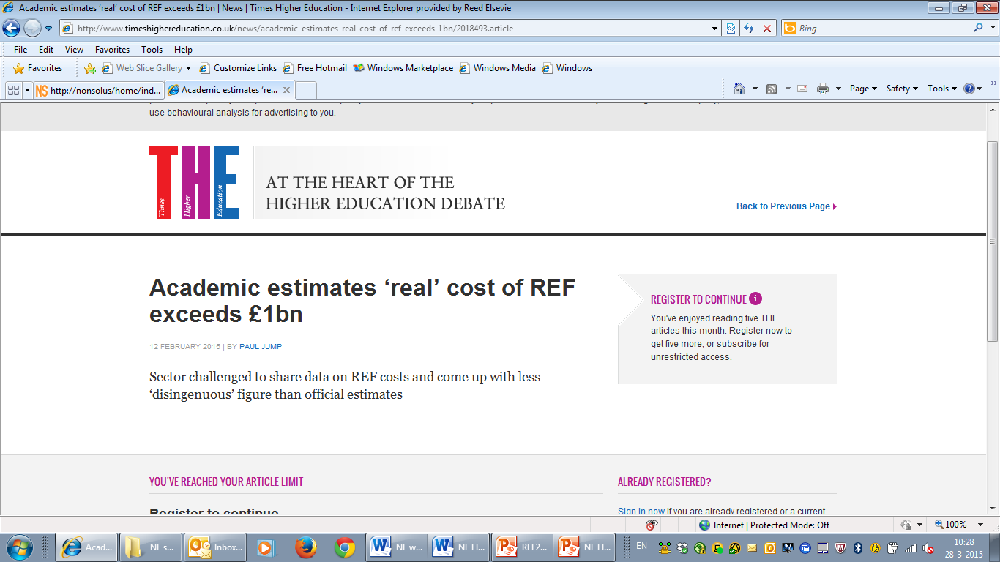 Academic estimates ‘real’ cost of REF exceeds £1bn | News | Times Higher Education - Internet Explorer provided by Reed Elsevie
http://www.timeshighereducation.co.uk/news/academic-estimates-real-cost-of-ref-exceeds-1bn/2018493.article
Bing
File Edit View Favorites Tools Help
Favorites Web Slice Gallery Customize Links Free Hotmail Windows Marketplace Windows Media Windows
NS http://nonsolus/home/ind... Academic estimates ‘re... Page Safety Tools
use behavioural analysis for advertising to you.
THE
Times Higher Education
AT THE HEART OF THE
HIGHER EDUCATION DEBATE
Back to Previous Page
Academic estimates ‘real’ cost of REF
exceeds £1bn
12 FEBRUARY 2015 | BY PAUL JUMP
Sector challenged to share data on REF costs and come up with less
‘disingenuous’ figure than official estimates
REGISTER TO CONTINUE i
You've enjoyed reading five THE
articles this month. Register now to
get five more, or subscribe for
unrestricted access.
YOU'VE REACHED YOUR ARTICLE LIMIT
Register to continue
ALREADY REGISTERED?
Sign in now if you are already registered or a current
Internet | Protected Mode: Off 100%
Acad... NF s... Inbox... NF w... NF H... REF2... NF H... EN 10:28
28-3-2015